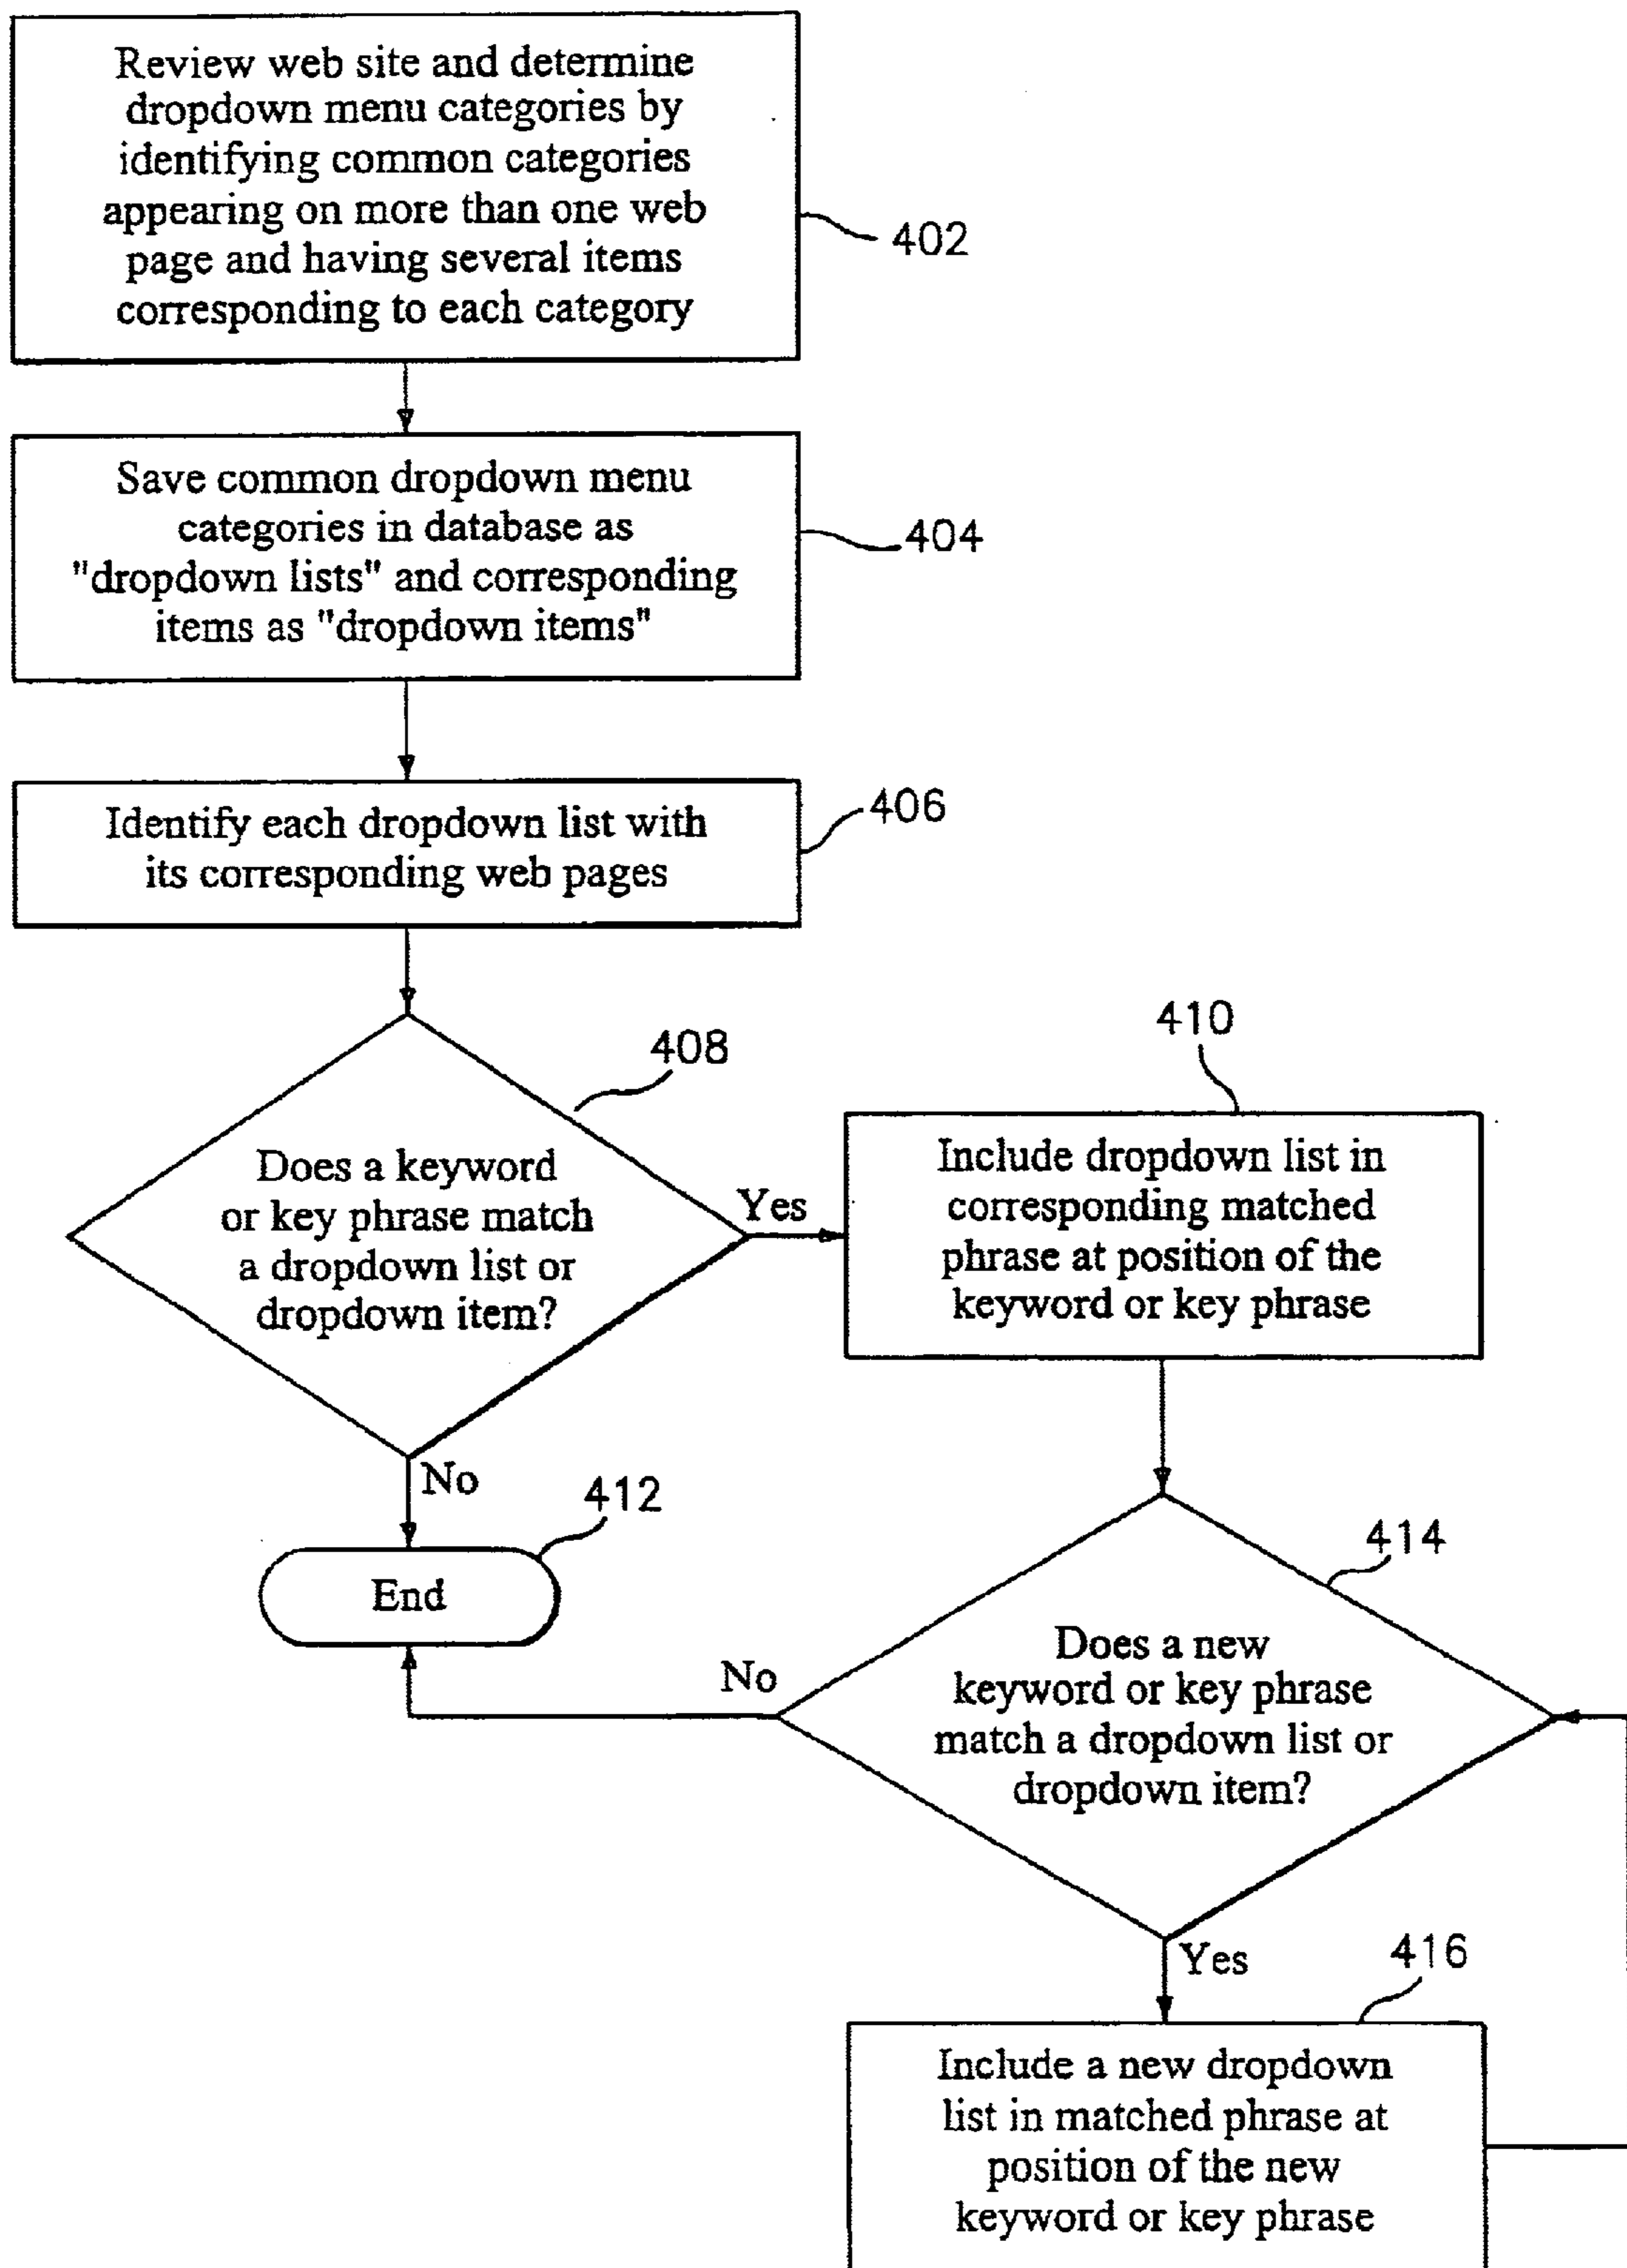 Review web site and determine
dropdown menu categories by
identifying common categories
appearing on more than one web
page and having several items
corresponding to each category
402
Save common dropdown menu
categories in database as
"dropdown lists" and corresponding
items as "dropdown items"
404
Identify each dropdown list with
its corresponding web pages
406
408
Does a keyword
or key phrase match
a dropdown list or
dropdown item?
Yes
No
410
Include dropdown list in
corresponding matched
phrase at position of the
keyword or key phrase
412
End
414
Does a new
keyword or key phrase
match a dropdown list or
dropdown item?
No
Yes
416
Include a new dropdown
list in matched phrase at
position of the new
keyword or key phrase